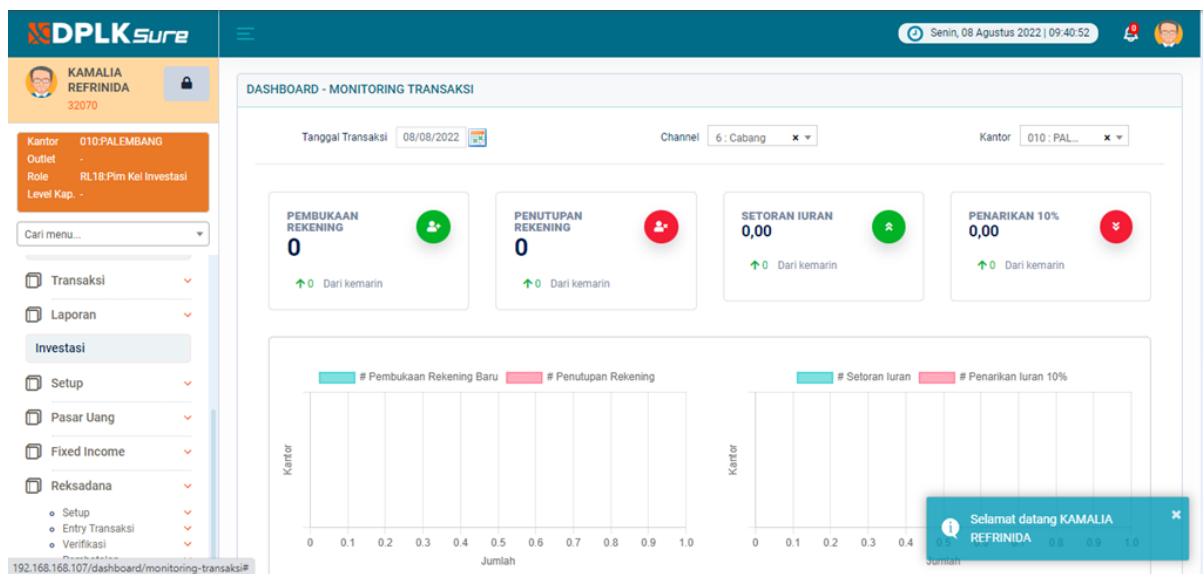 DPLKSure
Senin, 08 Agustus 2022 | 09:40:52
KAMALIA
REFRINIDA
32070
Kantor 010:PALEMBANG
Outlet -
Role RL18:Pim Kel Investasi
Level Kap. -
Cari menu...
Transaksi
Laporan
Investasi
Setup
Pasar Uang
Fixed Income
Reksadana
Setup
Entry Transaksi
Verifikasi
192.168.168.107/dashboard/monitoring-transaksi#
DASHBOARD - MONITORING TRANSAKSI
Tanggal Transaksi 08/08/2022 Channel 6 : Cabang × Kantor 010 : PAL... ×
PEMBUKAAN
REKENING
0
0 Dari kemarin
PENUTUPAN
REKENING
0
0 Dari kemarin
SETORAN IURAN
0,00
0 Dari kemarin
PENARIKAN 10%
0,00
0 Dari kemarin
# Pembukaan Rekening Baru # Penutupan Rekening
Kantor
0 0.1 0.2 0.3 0.4 0.5 0.6 0.7 0.8 0.9 1.0
Jumlah
# Setoran Iuran # Penarikan Iuran 10%
Kantor
0 0.1 0.2 0.3 0.4 0.5 0.8 0.9 1.0
Jumlah
Selamat datang KAMALIA
REFRINIDA
×